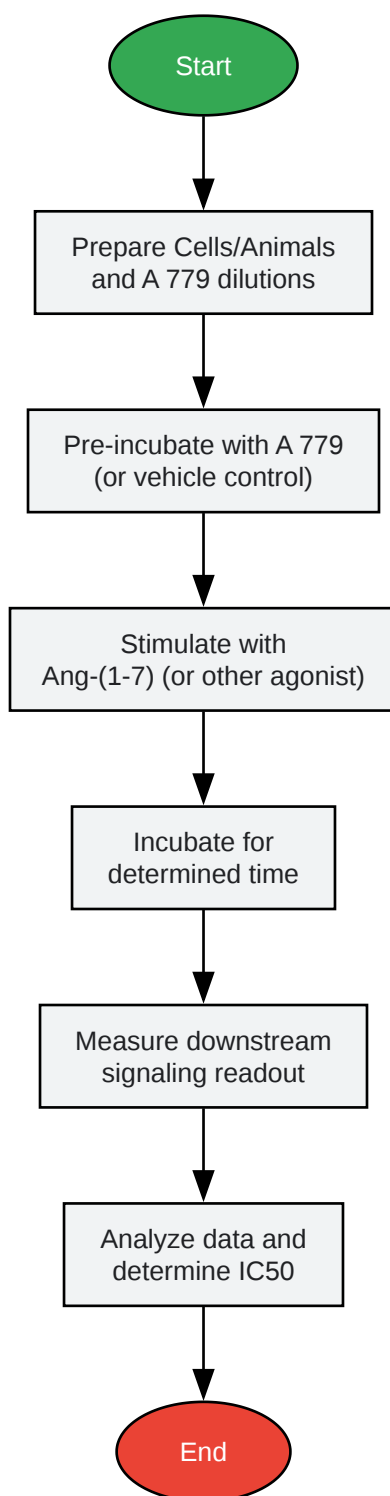 Start
Prepare Cells/Animals
and A 779 dilutions
Pre-incubate with A 779
(or vehicle control)
Stimulate with
Ang-(1-7) (or other agonist)
Incubate for
determined time
Measure downstream
signaling readout
Analyze data and
determine IC50
End